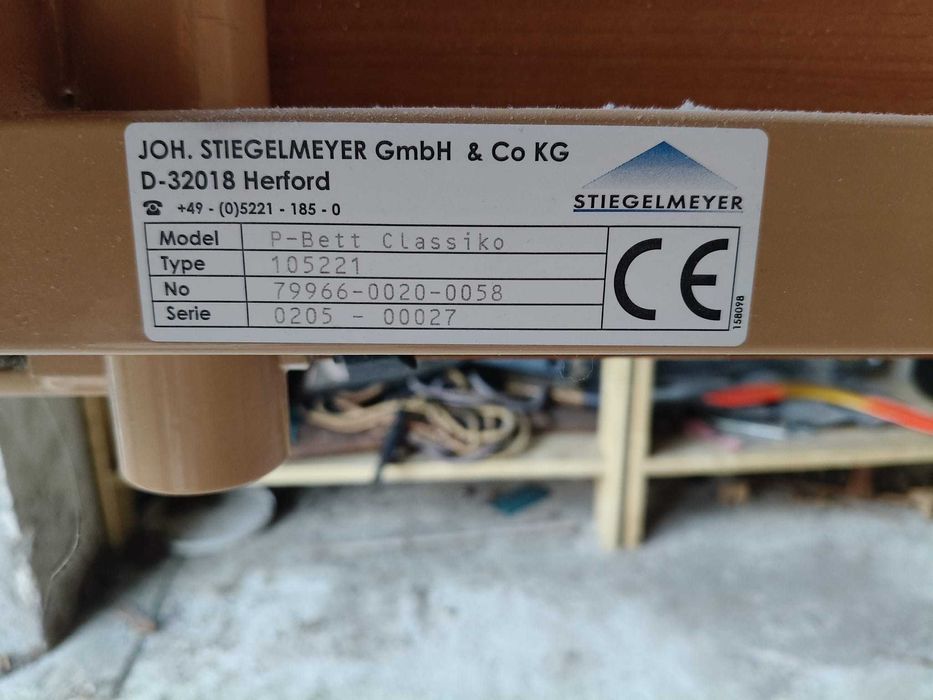 JOH. STIEGELMEYER GmbH & Co KG
D-32018 Herford
☎ +49 - (0)5221 - 185 - 0
STIEGELMEYER
Model P-Bett Classiko
Type 105221
No 79966-0020-0058
Serie 0205 - 00027
CE
158098